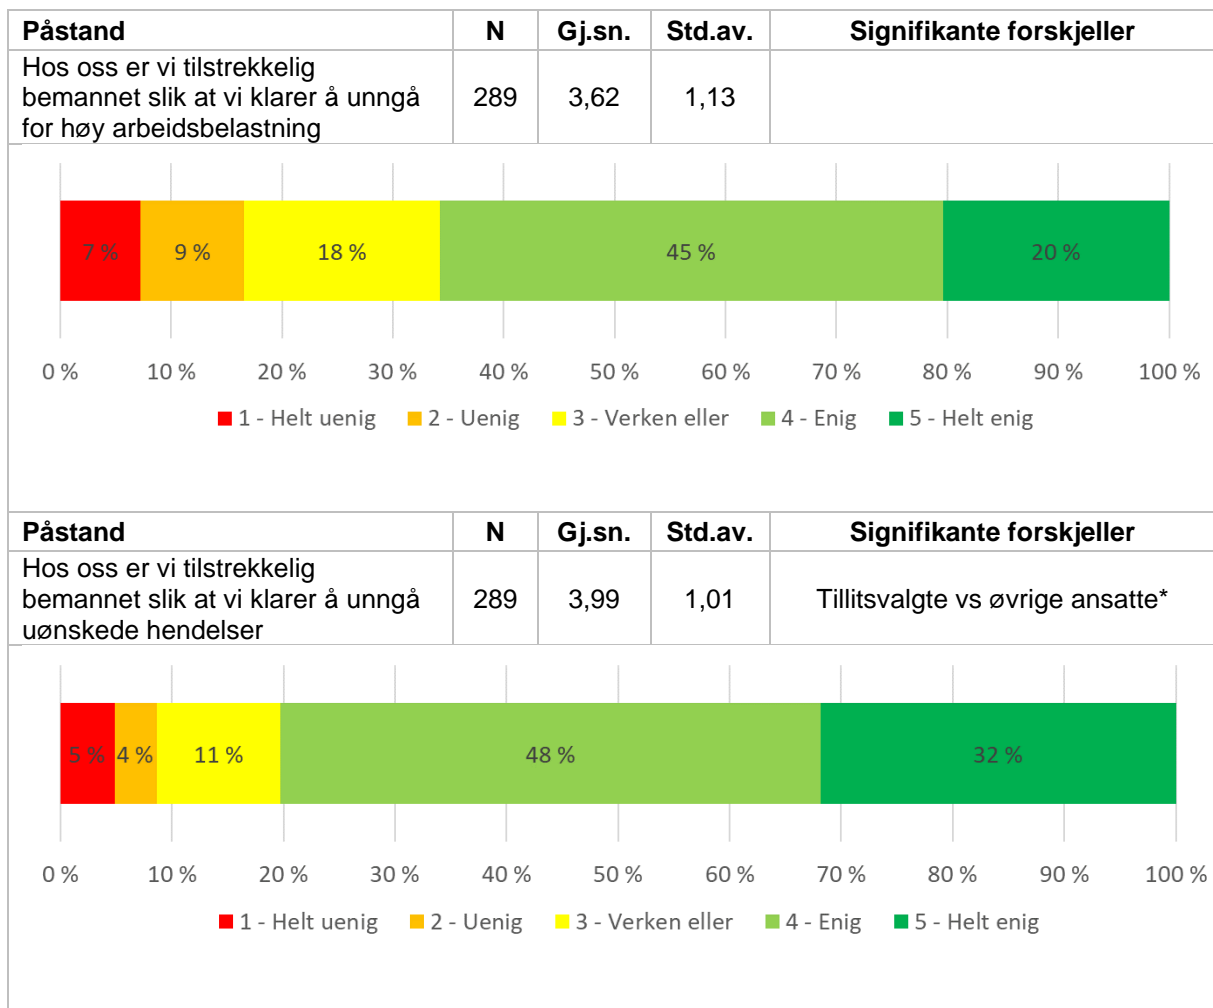 Påstand N Gj.sn. Std.av. Signifikante forskjeller
Hos oss er vi tilstrekkelig
bemannet slik at vi klarer å unngå 289 3,62 1,13
for høy arbeidsbelastning
7 % 9 % 18 % 45 % 20 %
0 % 10 % 20 % 30 % 40 % 50 % 60 % 70 % 80 % 90 % 100 %
1 - Helt uenig 2 - Uenig 3 - Verken eller 4 - Enig 5 - Helt enig
Påstand N Gj.sn. Std.av. Signifikante forskjeller
Hos oss er vi tilstrekkelig
bemannet slik at vi klarer å unngå 289 3,99 1,01 Tillitsvalgte vs øvrige ansatte*
uønskede hendelser
5 % 4 % 11 % 48 % 32 %
0 % 10 % 20 % 30 % 40 % 50 % 60 % 70 % 80 % 90 % 100 %
1 - Helt uenig 2 - Uenig 3 - Verken eller 4 - Enig 5 - Helt enig